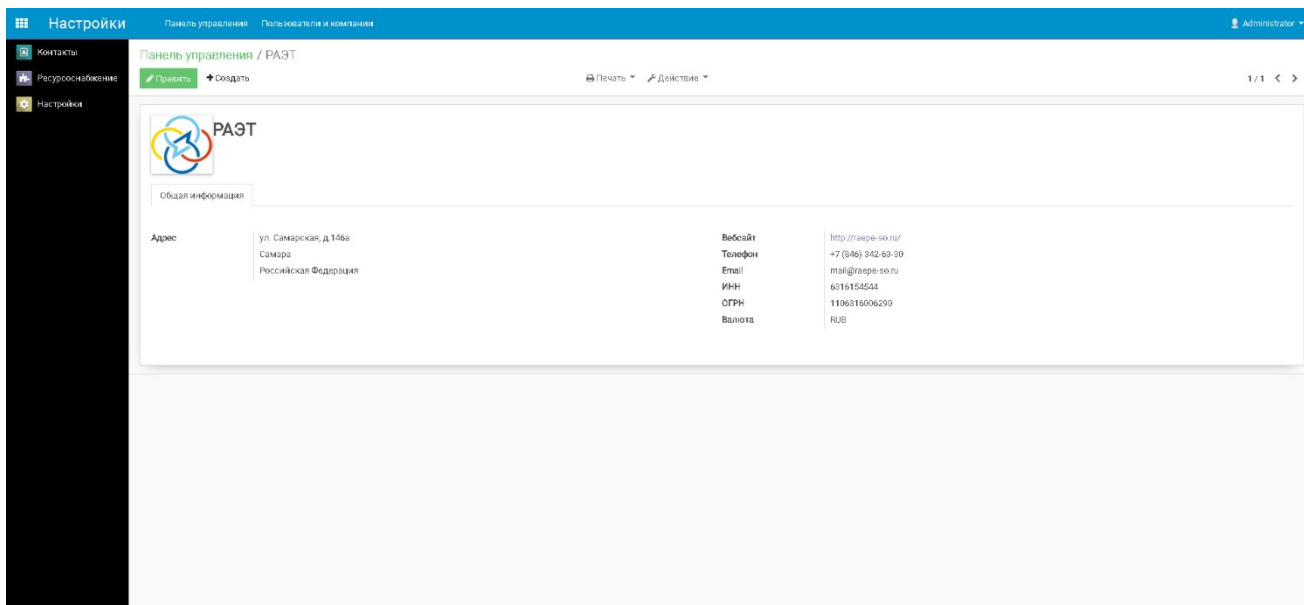 Настройки Панель управления Пользователи и компании Administrator
Контакты
Ресурсоснабжение
Настройки
Панель управления / РАЭТ
Править Создать Печать Действие 1 / 1
РАЭТ
Общая информация
Адрес ул. Самарская, д.146а
Самара
Российская Федерация
Вебсайт http://raepe-so.ru/
Телефон +7 (846) 342-63-30
Email mail@raepe-so.ru
ИНН 6316154544
ОГРН 1106316006290
Валюта RUB